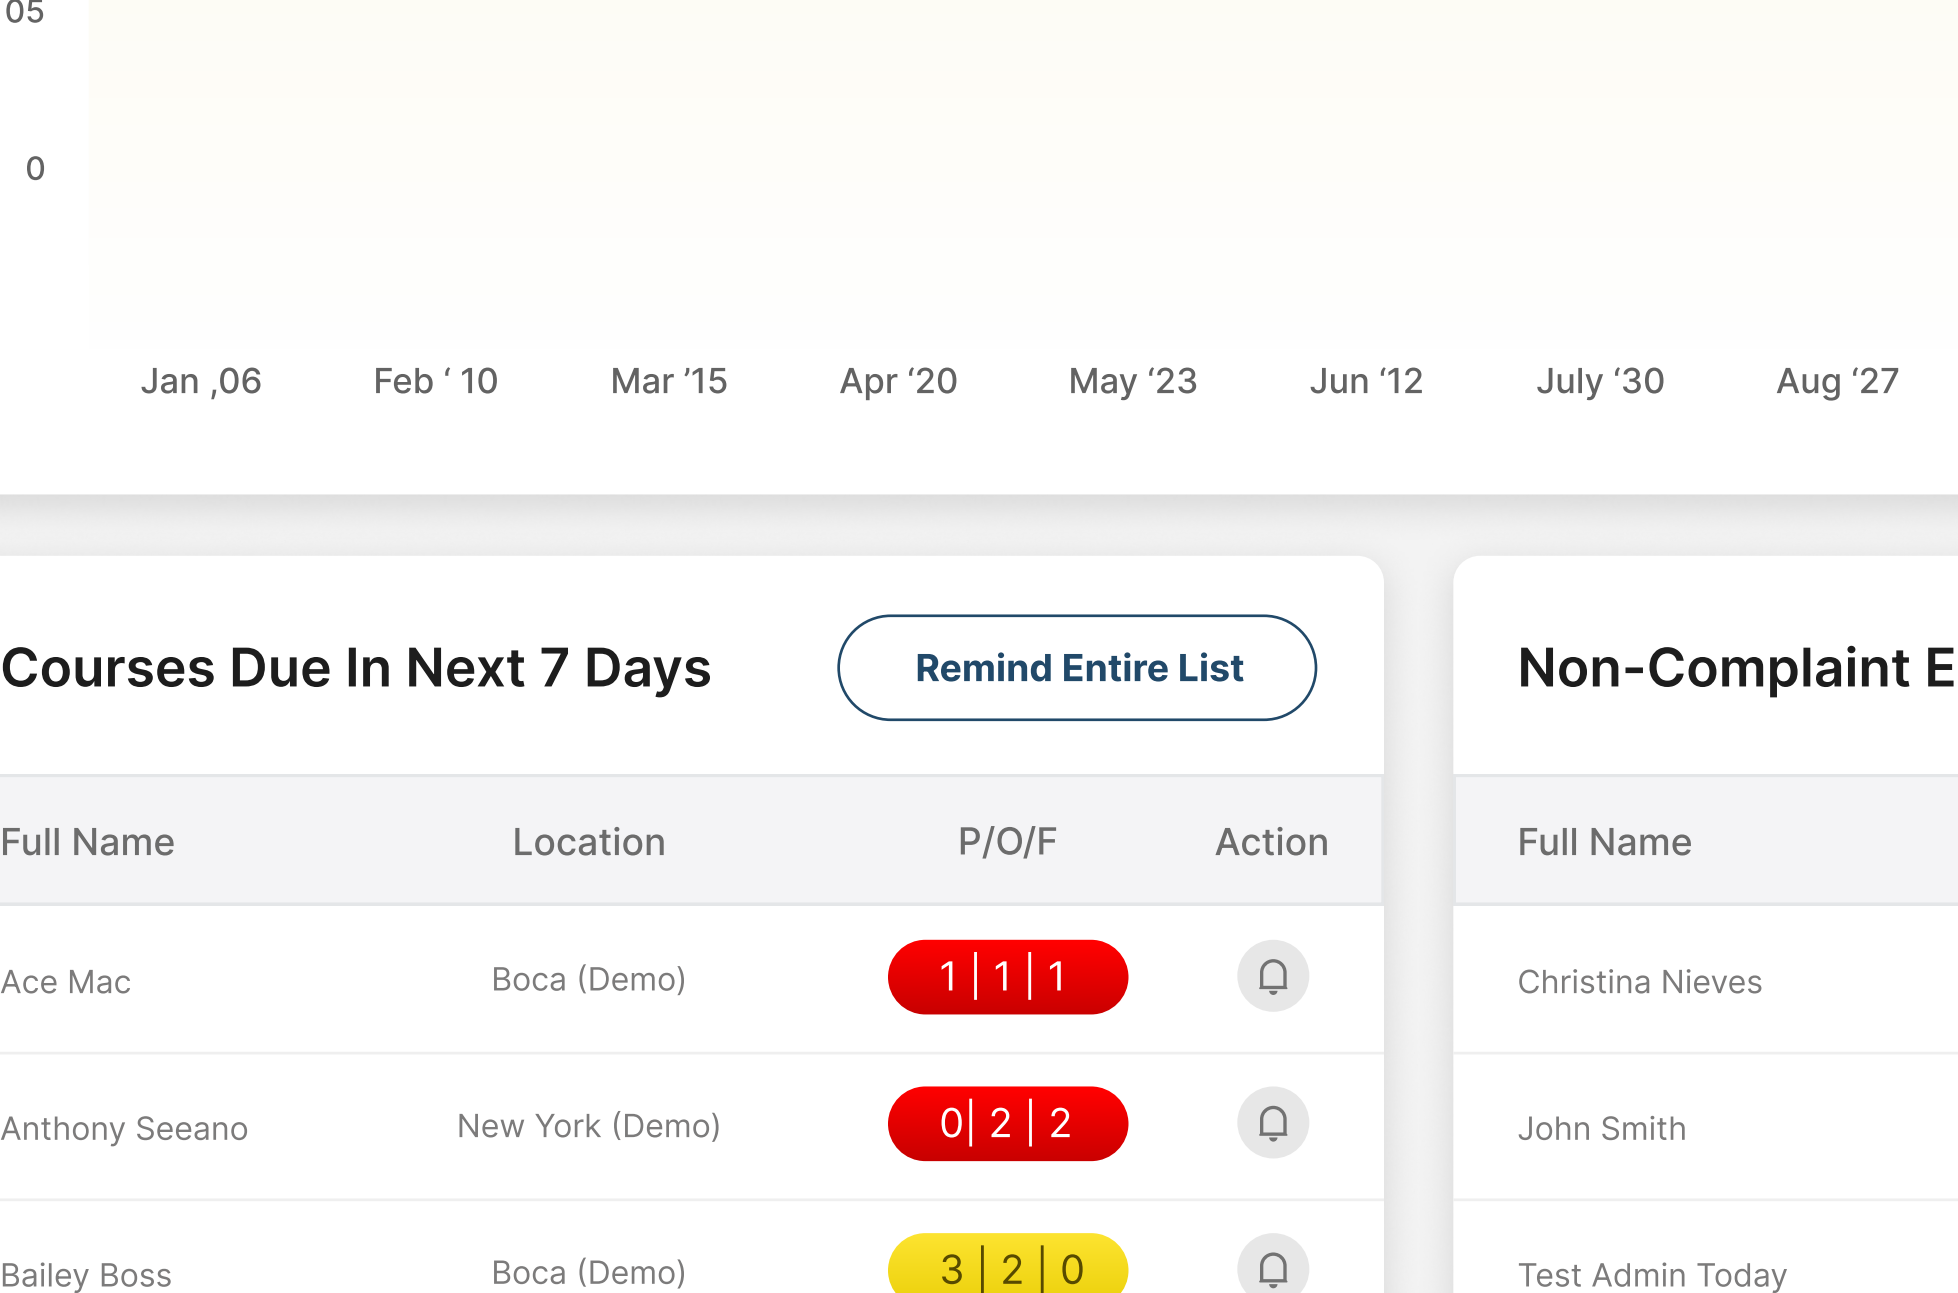 05
0
Jan ,06 Feb ‘ 10 Mar ’15 Apr ‘20 May ‘23 Jun ‘12 July ‘30 Aug ‘27
Courses Due In Next 7 Days
Remind Entire List
Full Name Location P/O/F Action
Ace Mac Boca (Demo) 1 | 1 | 1
Anthony Seeano New York (Demo) 0| 2 | 2
Bailey Boss Boca (Demo) 3 | 2 | 0
Non-Complaint E
Full Name
Christina Nieves
John Smith
Test Admin Today